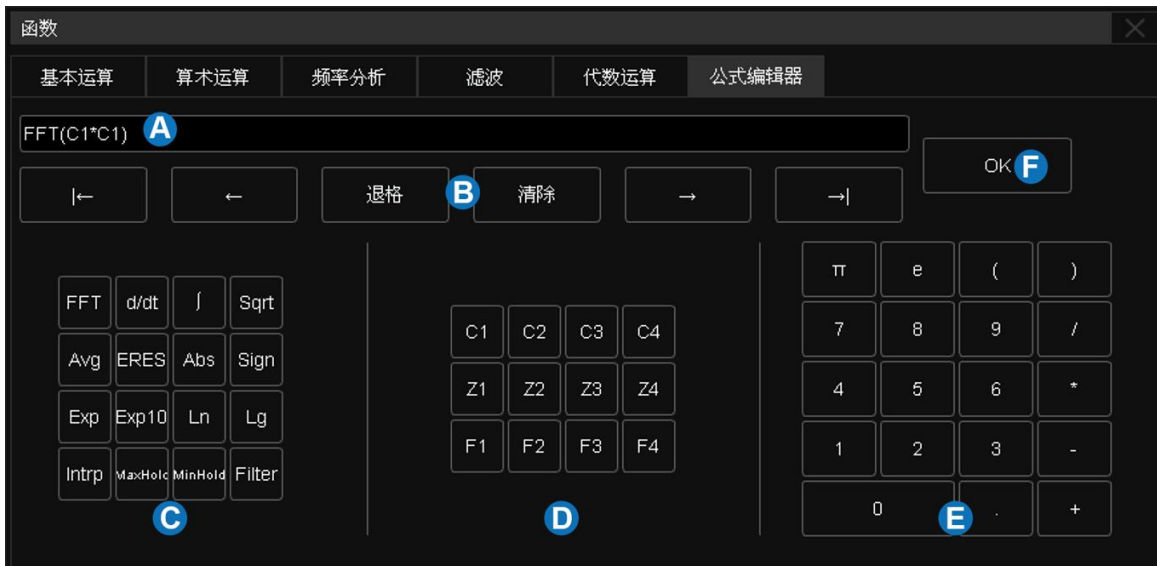 函数
基本运算 算术运算 频率分析 滤波 代数运算 公式编辑器
FFT(C1*C1) A
OK F
|← ← 退格 B 清除 → →|
π e ( )
FFT d/dt ∫ Sqrt
C1 C2 C3 C4
7 8 9 /
Avg ERES Abs Sign
Z1 Z2 Z3 Z4
4 5 6 *
Exp Exp10 Ln Lg
F1 F2 F3 F4
1 2 3 -
Intrp MaxHold MinHold Filter
0 . +
C D E